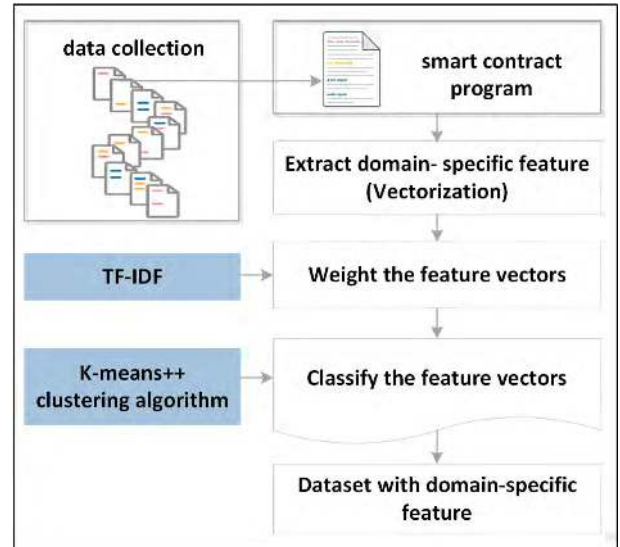 data collection
smart contract
program
Extract domain- specific feature
(Vectorization)
TF-IDF
Weight the feature vectors
K-means++
clustering algorithm
Classify the feature vectors
Dataset with domain-specific
feature